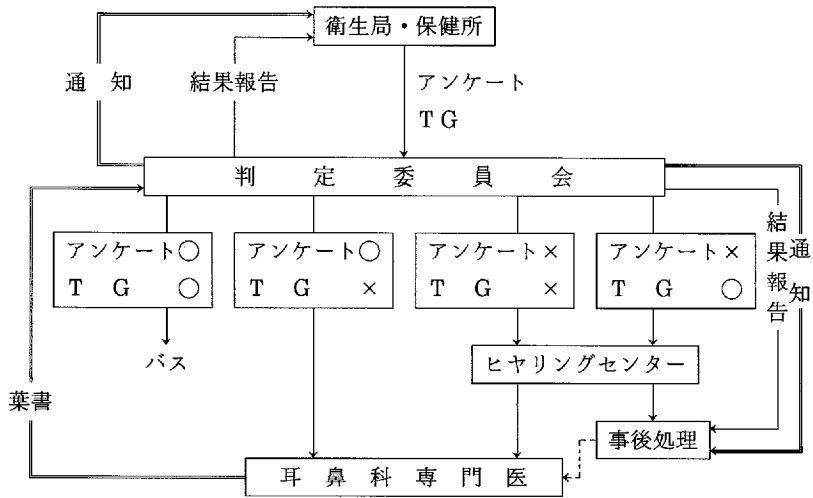 衛生局・保健所
通知
結果報告
アンケート
TG
判定委員会
アンケート○
TG ○
アンケート○
TG ×
アンケート×
TG ×
アンケート×
TG ○
結果報告
通知
パス
ヒヤリングセンター
葉書
事後処理
耳鼻科専門医